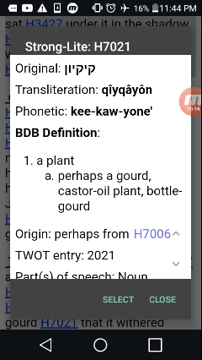 16% 11:44 PM
sat H3427 under it in the shadow
Strong-Lite: H7021
Original: קיקיון
Transliteration: qîyqâyôn
Phonetic: kee-kaw-yone'
BDB Definition:
1. a plant
a. perhaps a gourd,
castor-oil plant, bottle-
gourd
Origin: perhaps from H7006
TWOT entry: 2021
Part(s) of speech: Noun
SELECT CLOSE
gourd H7021 that it withered